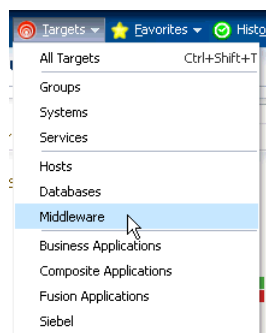 Targets Favorites Histo
All Targets Ctrl+Shift+T
Groups
Systems
Services
Hosts
Databases
Middleware
Business Applications
Composite Applications
Fusion Applications
Siebel